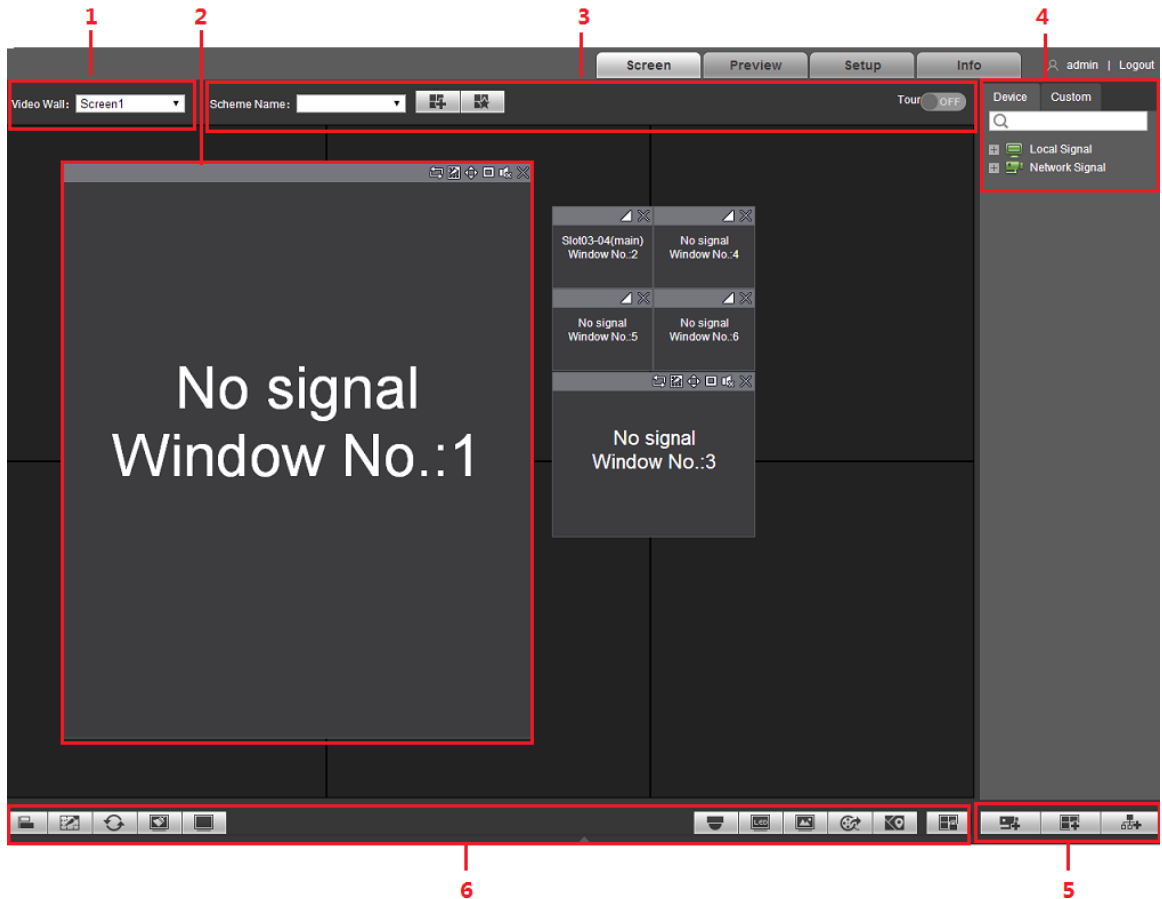 1 2 3 4
Screen Preview Setup Info admin | Logout
Video Wall: Screen1 Scheme Name: Tour OFF Device Custom
Local Signal
Network Signal
No signal
Window No.:1
Slot03-04(main)
Window No.:2
No signal
Window No.:4
No signal
Window No.:5
No signal
Window No.:6
No signal
Window No.:3
LED
6 5